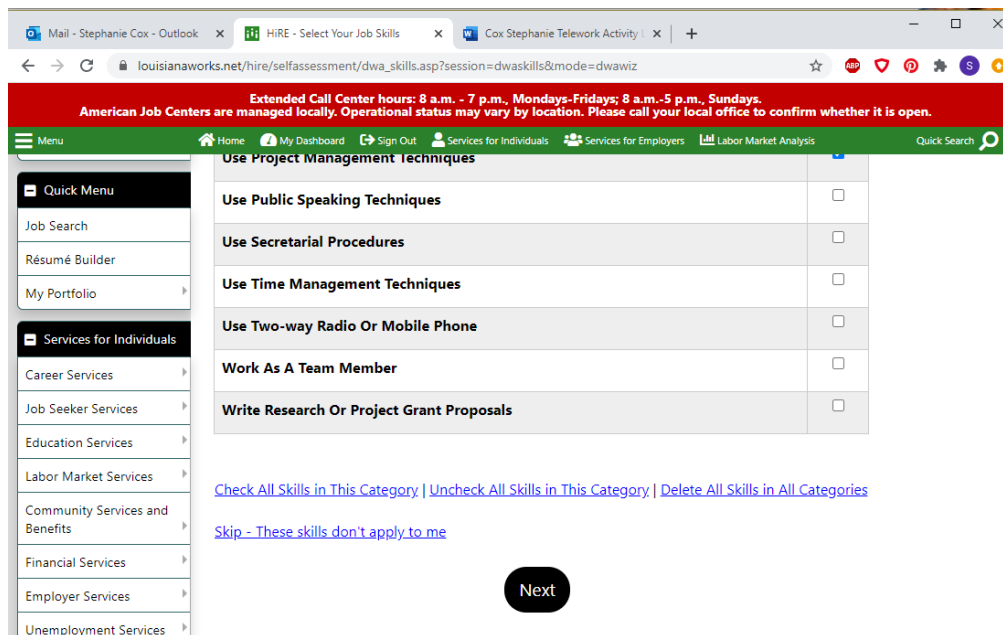 Mail - Stephanie Cox - Outlook
HiRE - Select Your Job Skills
Cox Stephanie Telework Activity L
louisianaworks.net/hire/selfassessment/dwa_skills.asp?session=dwaskills&mode=dwawiz
ABP
S
Extended Call Center hours: 8 a.m. - 7 p.m., Mondays-Fridays; 8 a.m.-5 p.m., Sundays.
American Job Centers are managed locally. Operational status may vary by location. Please call your local office to confirm whether it is open.
Menu Home My Dashboard Sign Out Services for Individuals Services for Employers Labor Market Analysis Quick Search
Quick Menu
Job Search
Résumé Builder
My Portfolio
Services for Individuals
Career Services
Job Seeker Services
Education Services
Labor Market Services
Community Services and
Benefits
Financial Services
Employer Services
Unemployment Services
Use Project Management Techniques
Use Public Speaking Techniques
Use Secretarial Procedures
Use Time Management Techniques
Use Two-way Radio Or Mobile Phone
Work As A Team Member
Write Research Or Project Grant Proposals
Check All Skills in This Category | Uncheck All Skills in This Category | Delete All Skills in All Categories
Skip - These skills don't apply to me
Next